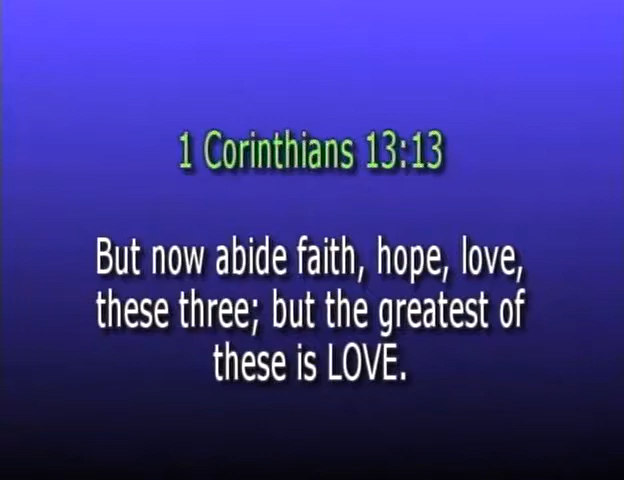 1 Corinthians 13:13
But now abide faith, hope, love,
these three; but the greatest of
these is LOVE.